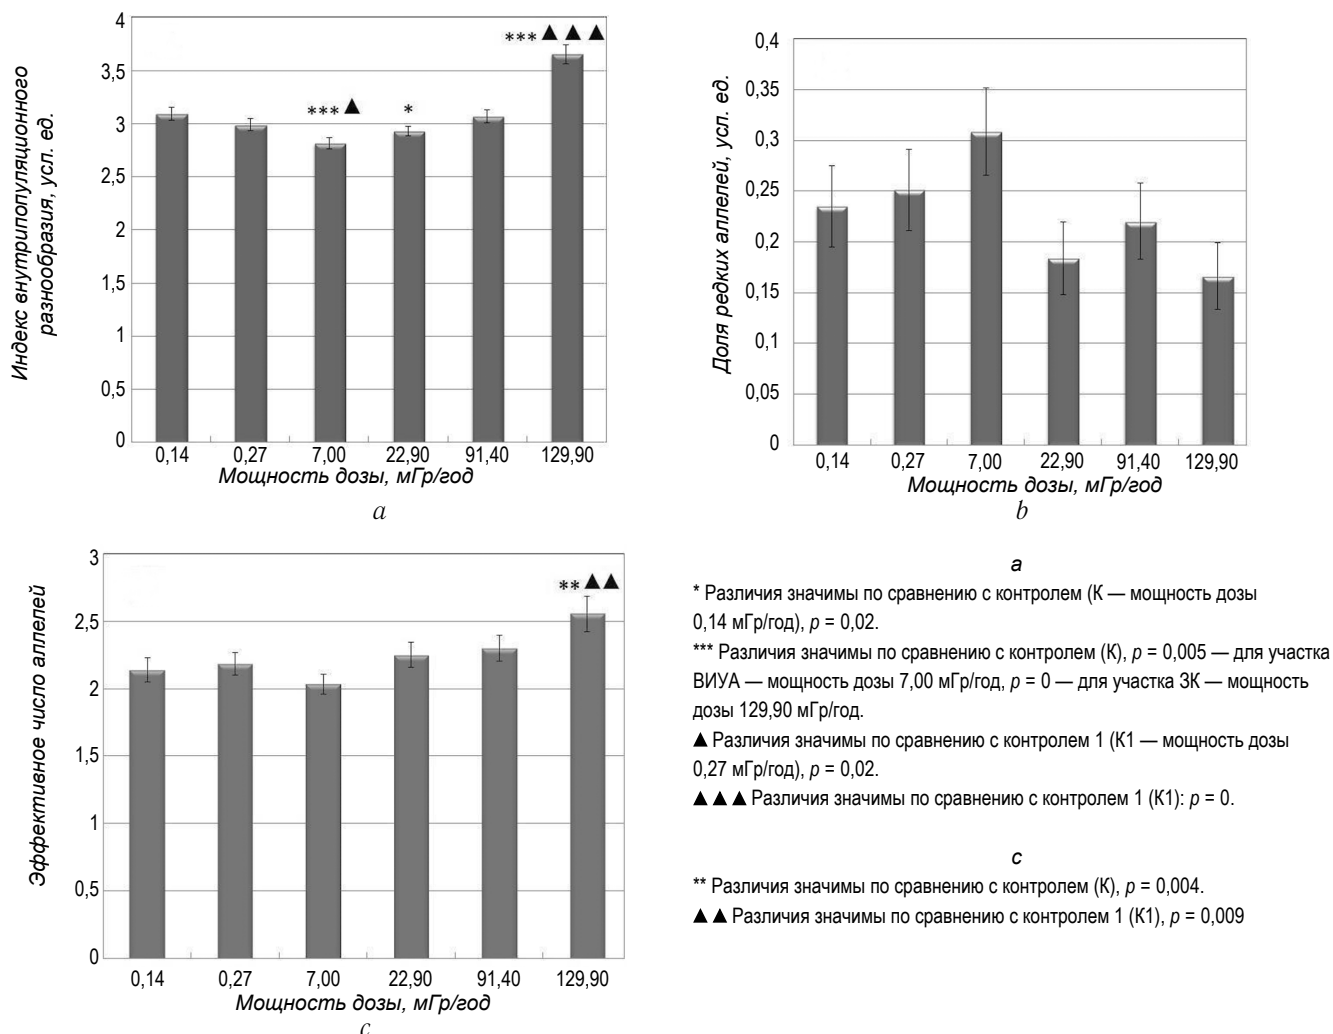 Индекс внутрипопуляционного
разнообразия, усл. ед.
4
3,5
3
2,5
2
1,5
1
0,5
0
*** ▲ * *** ▲ ▲ ▲
0,14 0,27 7,00 22,90 91,40 129,90
Мощность дозы, мГр/год
a
Доля редких аллелей, усл. ед.
0,4
0,35
0,3
0,25
0,2
0,15
0,1
0,05
0
0,14 0,27 7,00 22,90 91,40 129,90
Мощность дозы, мГр/год
b
Эффективное число аллелей
3
2,5
2
1,5
1
0,5
0
** ▲▲
0,14 0,27 7,00 22,90 91,40 129,90
Мощность дозы, мГр/год
c
a
* Различия значимы по сравнению с контролем (К — мощность дозы
0,14 мГр/год), p = 0,02.
*** Различия значимы по сравнению с контролем (К), p = 0,005 — для участка
ВИУА — мощность дозы 7,00 мГр/год, p = 0 — для участка ЗК — мощность
дозы 129,90 мГр/год.
▲ Различия значимы по сравнению с контролем 1 (К1 — мощность дозы
0,27 мГр/год), p = 0,02.
▲ ▲ ▲ Различия значимы по сравнению с контролем 1 (К1): p = 0.
c
** Различия значимы по сравнению с контролем (К), p = 0,004.
▲ ▲ Различия значимы по сравнению с контролем 1 (К1), p = 0,009